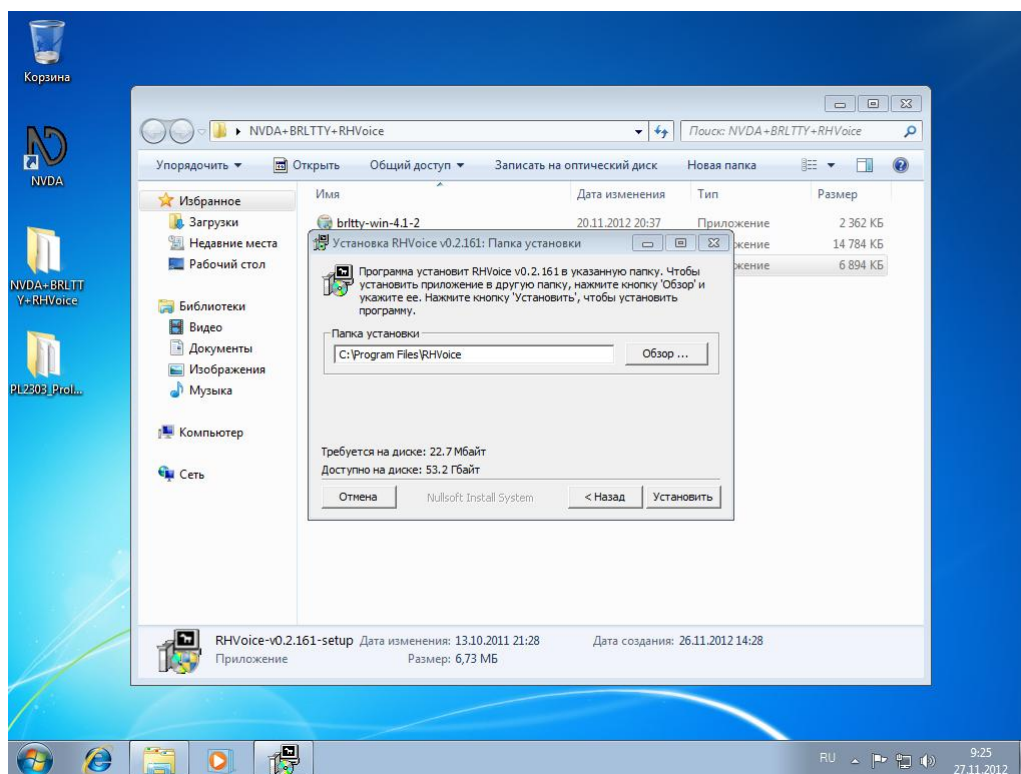 Корзина
NVDA
NVDA+BRLTT
Y+RHVoice
PL2303_Prol...
NVDA+BRLTTY+RHVoice
Поиск: NVDA+BRLTTY+RHVoice
Упорядочить
Открыть
Общий доступ
Записать на оптический диск
Новая папка
Избранное
Загрузки
Недавние места
Рабочий стол
Библиотеки
Видео
Документы
Изображения
Музыка
Компьютер
Сеть
Имя
Дата изменения
Тип
Размер
brltty-win-4.1-2
20.11.2012 20:37
Приложение
2 362 КБ
жение
14 784 КБ
жение
6 894 КБ
Установка RHVoice v0.2.161: Папка установки
Программа установит RHVoice v0.2.161 в указанную папку. Чтобы
установить приложение в другую папку, нажмите кнопку 'Обзор' и
укажите ее. Нажмите кнопку 'Установить', чтобы установить
программу.
Папка установки
C:\Program Files\RHVoice
Обзор ...
Требуется на диске: 22.7 Мбайт
Доступно на диске: 53.2 Гбайт
Отмена
Nullsoft Install System
< Назад
Установить
RHVoice-v0.2.161-setup
Дата изменения: 13.10.2011 21:28
Дата создания: 26.11.2012 14:28
Приложение
Размер: 6,73 МБ
RU
9:25
27.11.2012